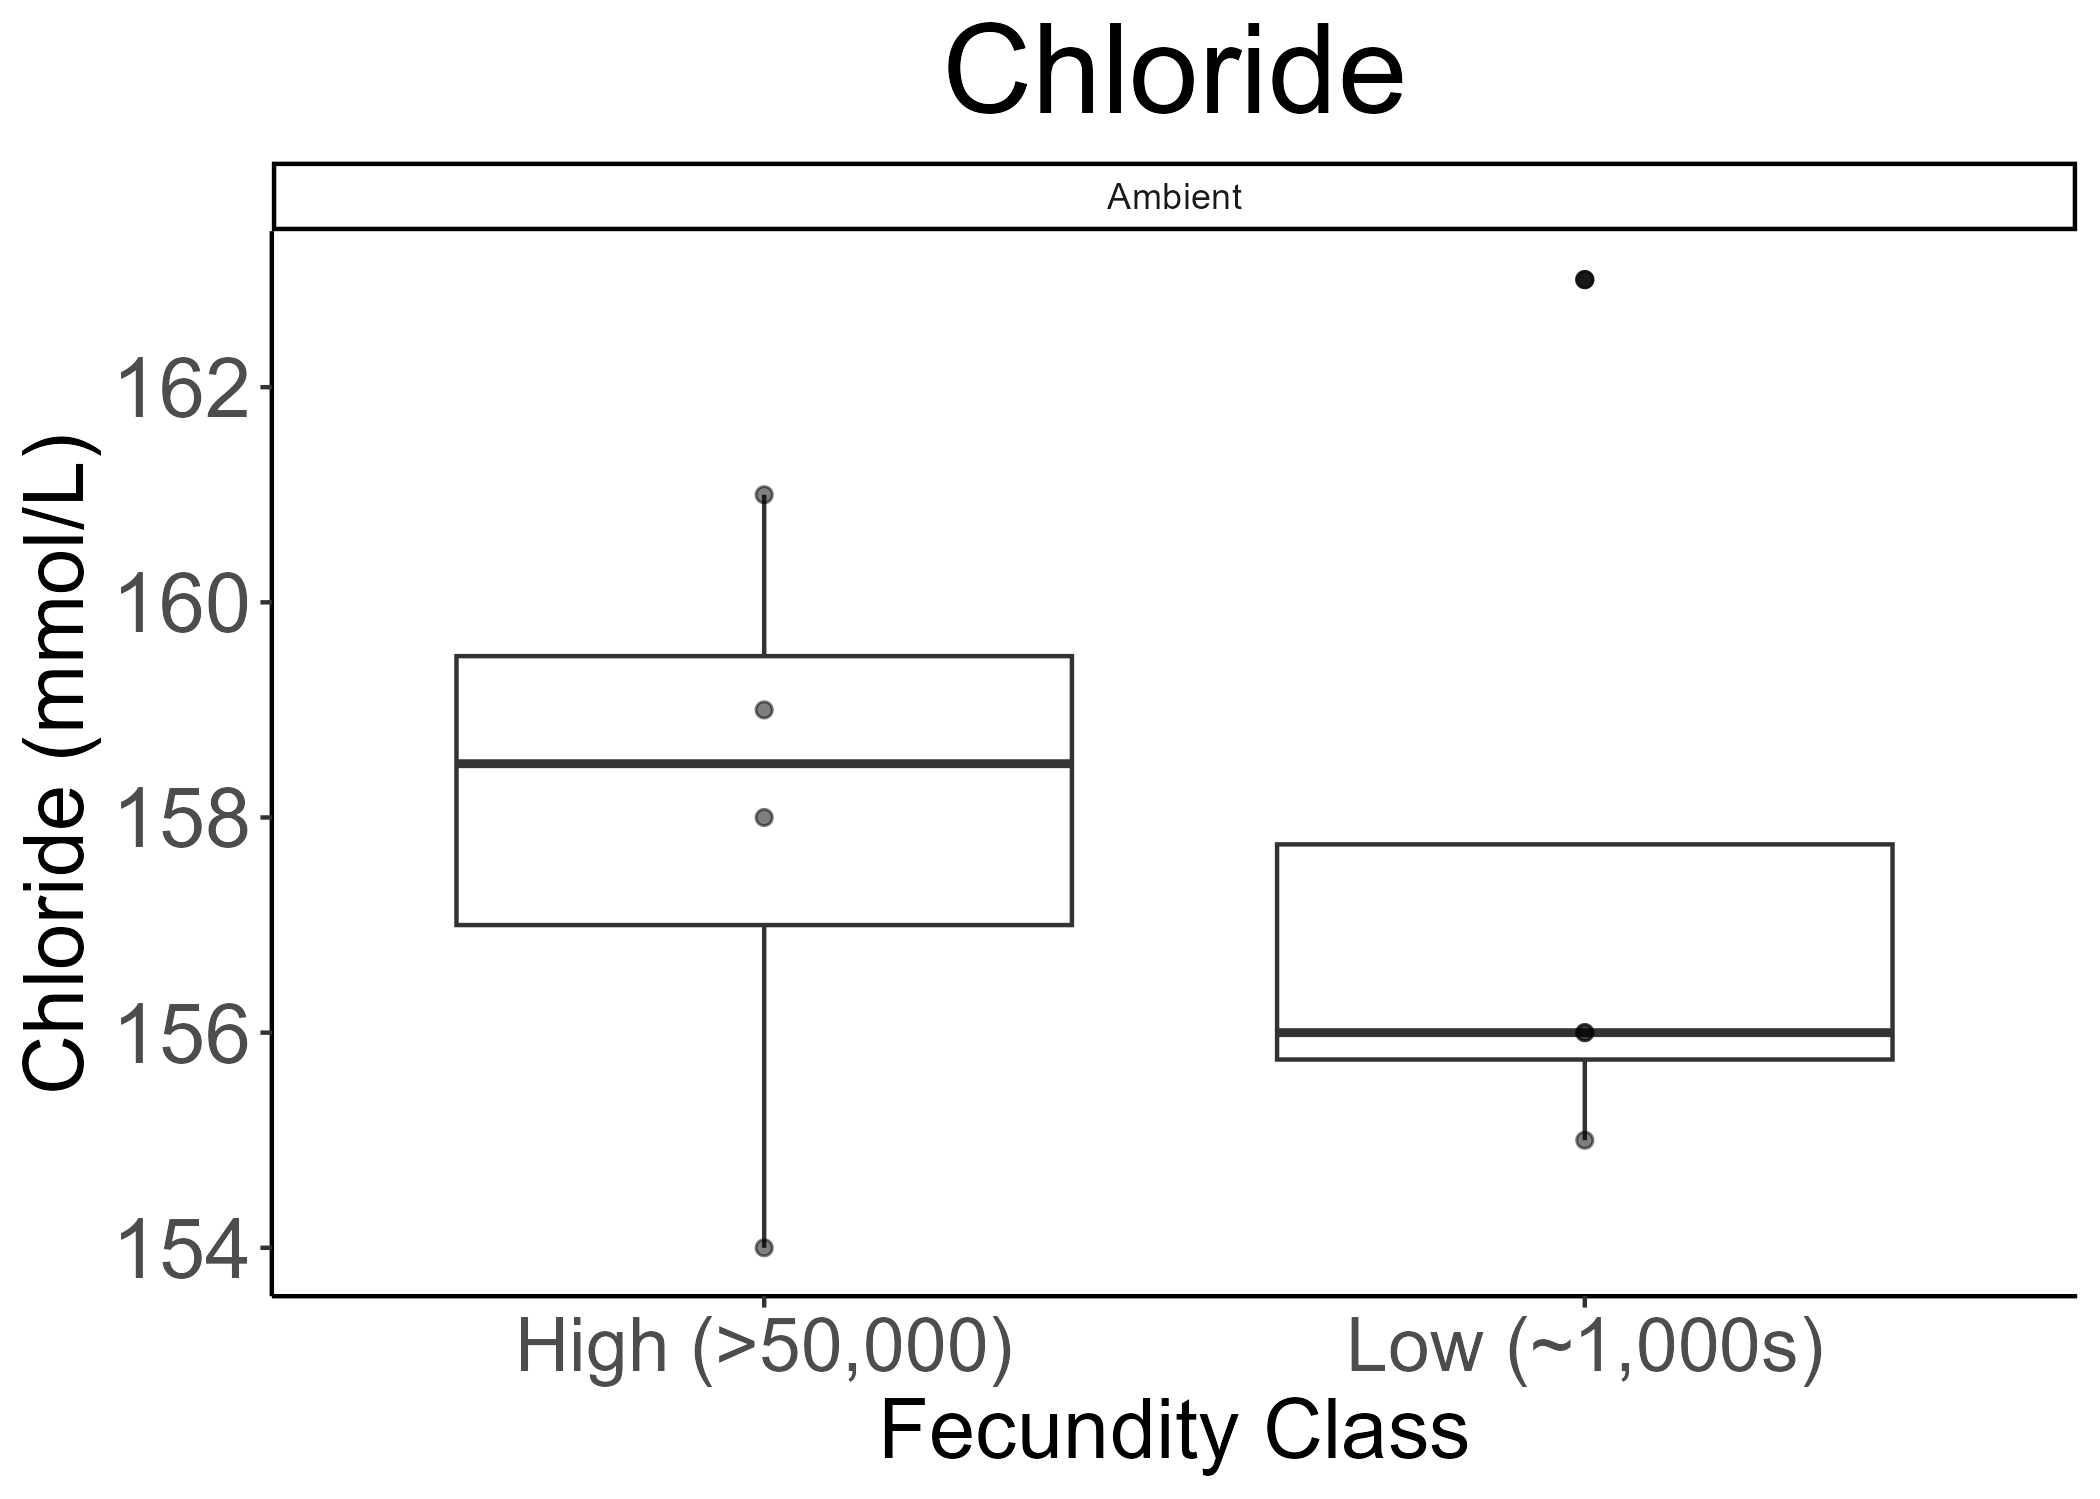 Chloride
Ambient
Chloride (mmol/L)
162
160
158
156
154
High (>50,000)
Low (~1,000s)
Fecundity Class